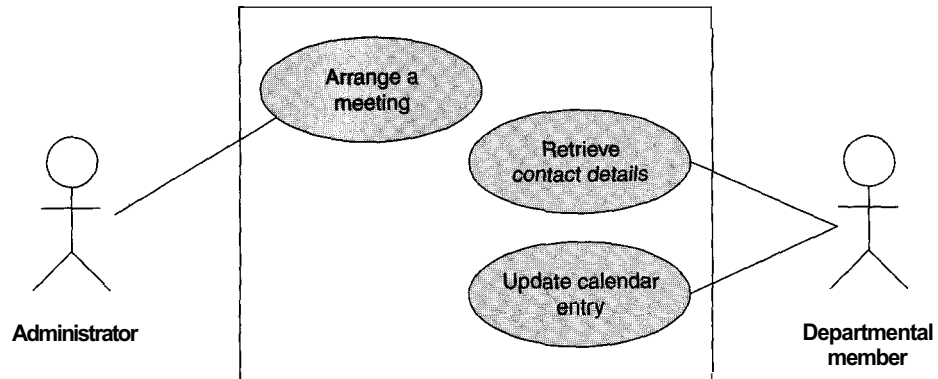 Arrange a
meeting
Retrieve
contact details
Update calendar
entry
Administrator
Departmental
member